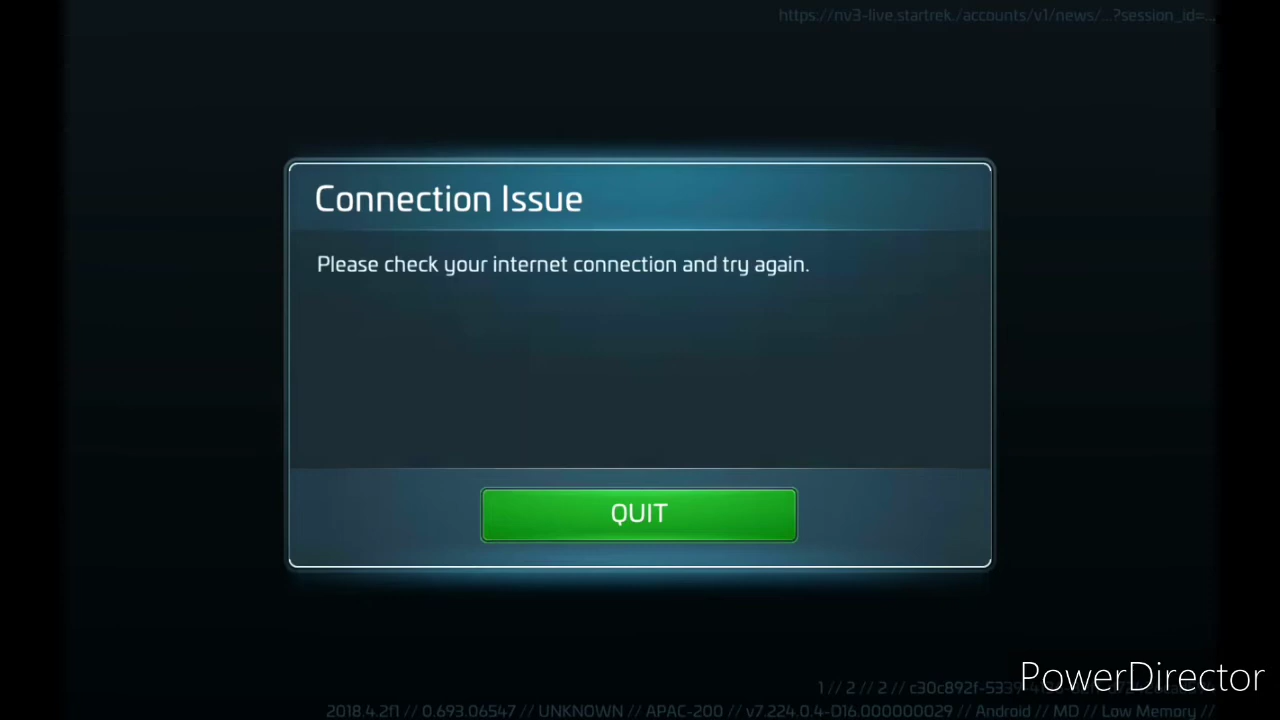 https://nv3-live.startrek./accounts/v1/news/...?session_id=...
Connection Issue
Please check your internet connection and try again.
QUIT
PowerDirector
1 // 2 // 2 // c30c892f-5339-
2018.4.2f1 // 0.693.06547 // UNKNOWN // APAC-200 // v7.224.0.4-D16.000000029 // Android // MD // Low Memory //